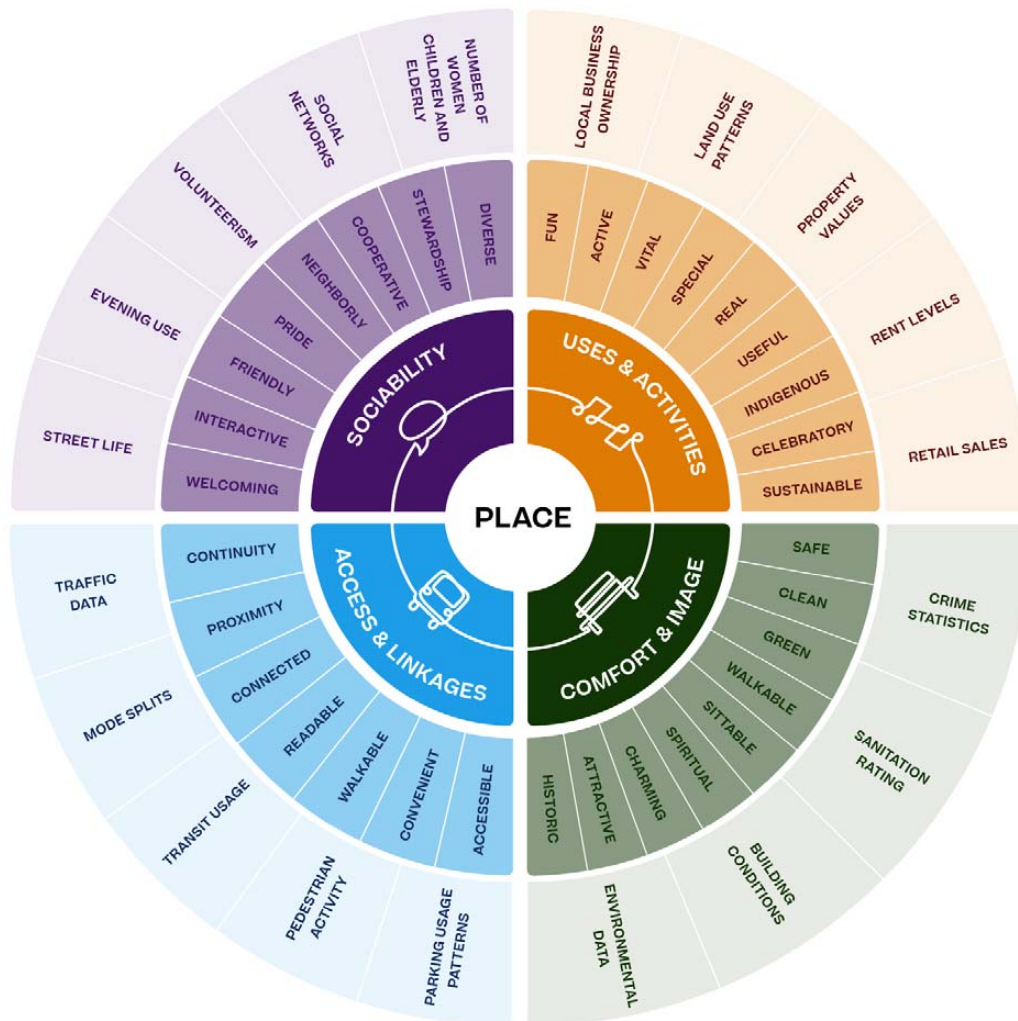 PLACE
SOCIABILITY
DIVERSE
STEWARDSHIP
COOPERATIVE
NEIGHBORLY
PRIDE
FRIENDLY
INTERACTIVE
WELCOMING
NUMBER OF
WOMEN
CHILDREN AND
ELDERLY
SOCIAL
NETWORKS
VOLUNTEERISM
EVENING USE
STREET LIFE
USES & ACTIVITIES
FUN
ACTIVE
VITAL
SPECIAL
REAL
USEFUL
INDIGENOUS
CELEBRATORY
SUSTAINABLE
LOCAL BUSINESS
OWNERSHIP
LAND USE
PATTERNS
PROPERTY
VALUES
RENT LEVELS
RETAIL SALES
COMFORT & IMAGE
SAFE
CLEAN
GREEN
WALKABLE
SITTABLE
SPIRITUAL
CHARMING
ATTRACTIVE
HISTORIC
CRIME
STATISTICS
SANITATION
RATING
BUILDING
CONDITIONS
ENVIRONMENTAL
DATA
ACCESS & LINKAGES
CONTINUITY
PROXIMITY
CONNECTED
READABLE
WALKABLE
CONVENIENT
ACCESSIBLE
TRAFFIC
DATA
MODE SPLITS
TRANSIT USAGE
PEDESTRIAN
ACTIVITY
PARKING USAGE
PATTERNS